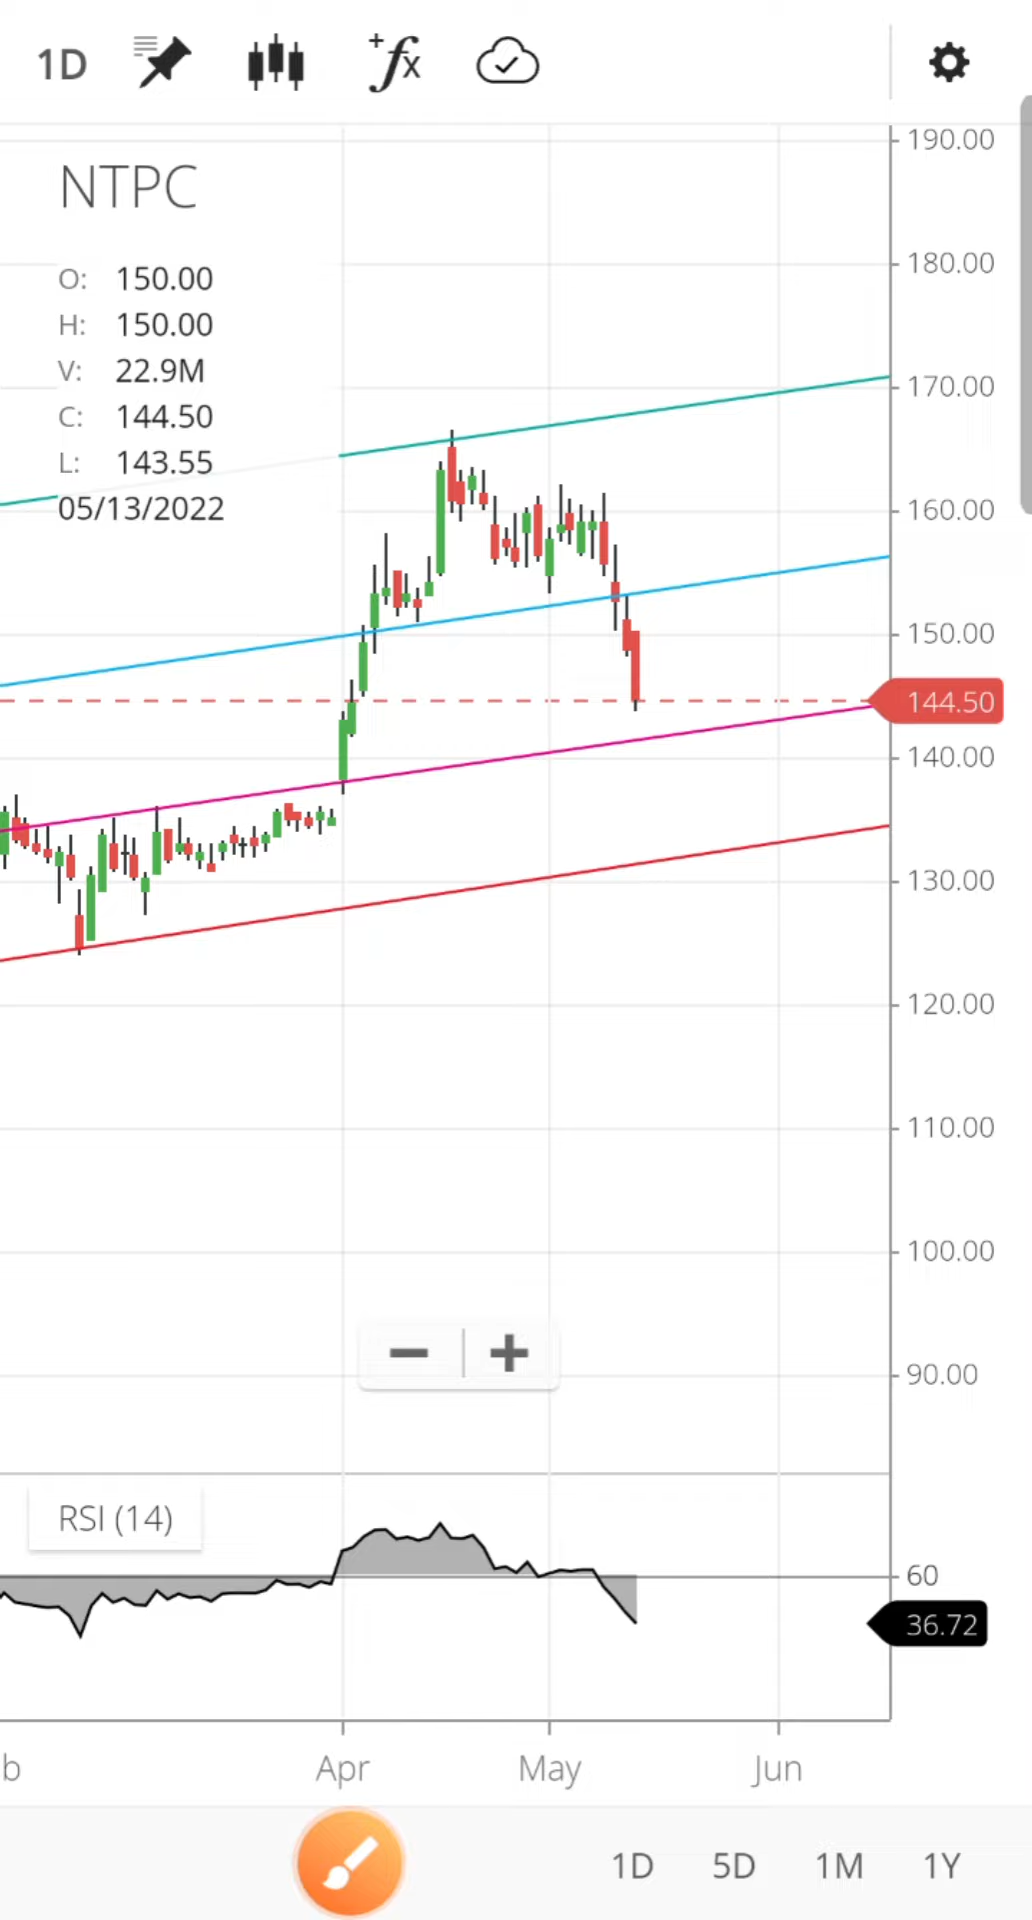 1D
+fx
NTPC
O: 150.00
H: 150.00
V: 22.9M
C: 144.50
L: 143.55
05/13/2022
190.00
180.00
170.00
160.00
150.00
144.50
140.00
130.00
120.00
110.00
100.00
90.00
RSI (14)
60
36.72
b Apr May Jun
1D 5D 1M 1Y